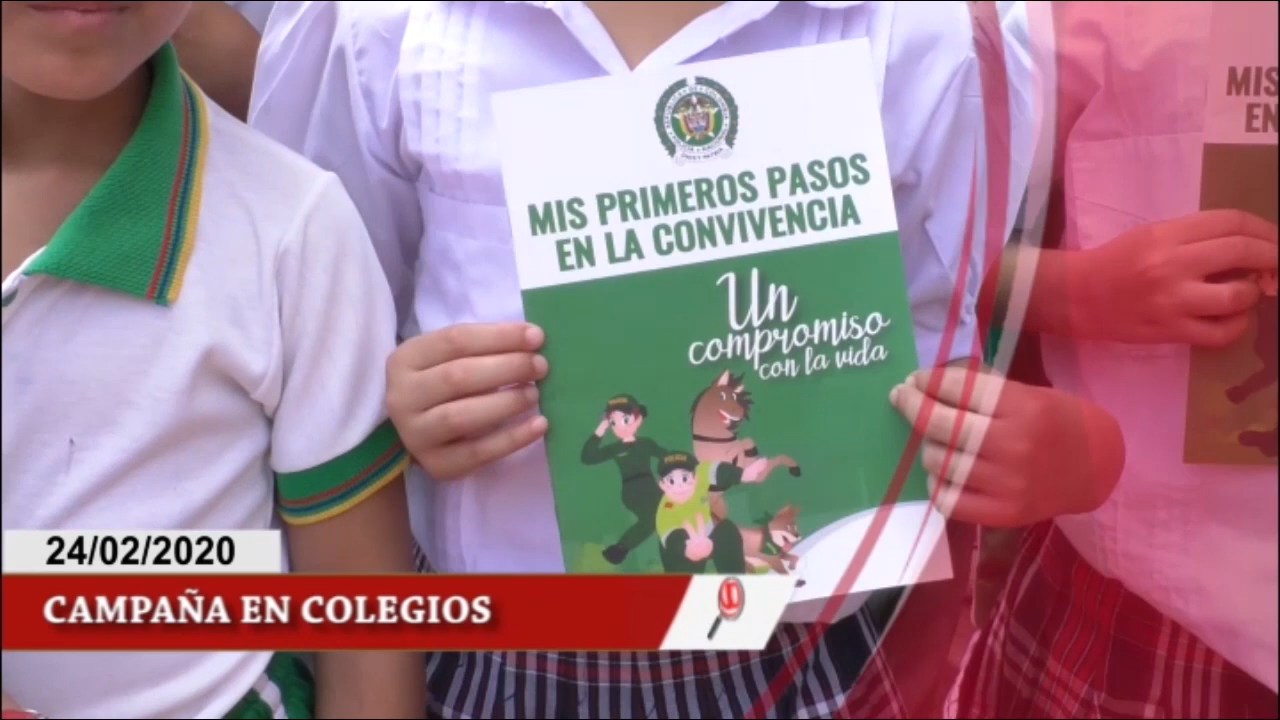 MIS PRIMEROS PASOS
EN LA CONVIVENCIA
Un
compromiso
con la vida
POLICIA
MIS
EN
24/02/2020
CAMPAÑA EN COLEGIOS